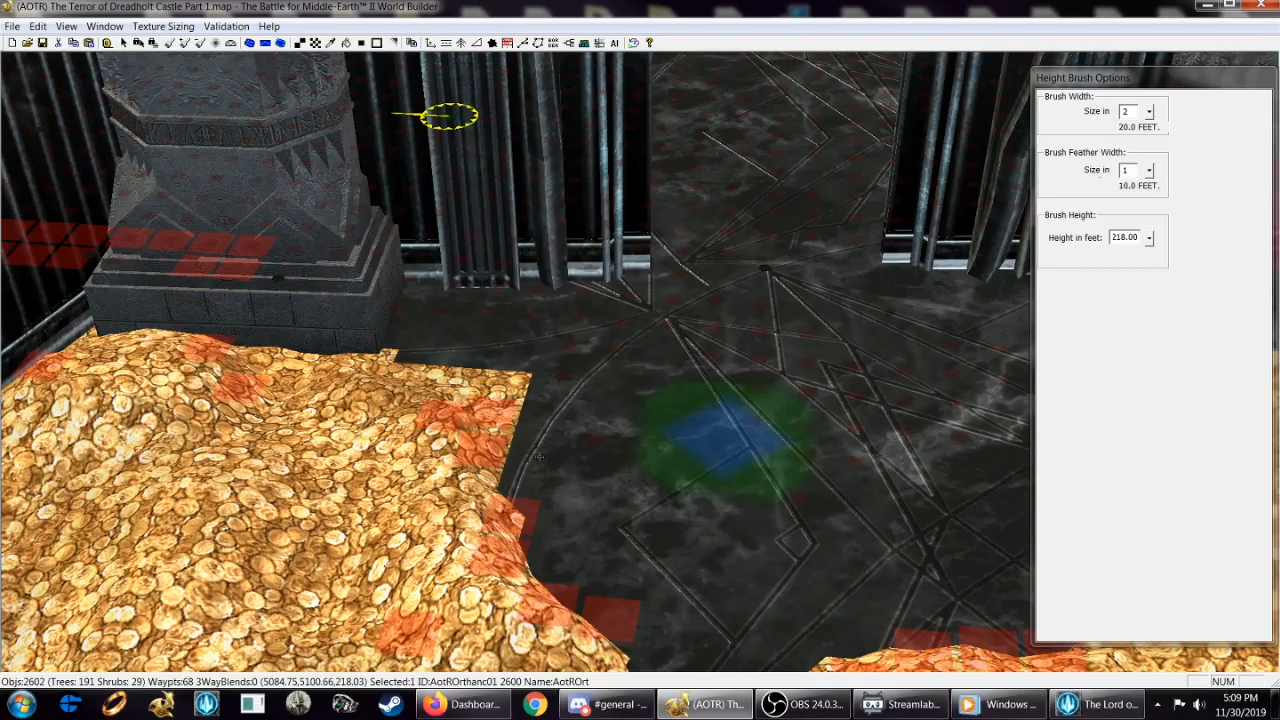 (AOTR) The Terror of Dreadholt Castle Part 1.map - The Battle for Middle-Earth™ II World Builder
File Edit View Window Texture Sizing Validation Help
AI
Height Brush Options
Brush Width:
Size in 2
20.0 FEET.
Brush Feather Width:
Size in 1
10.0 FEET.
Brush Height:
Height in feet: 218.00
Objs:2602 (Trees: 191 Shrubs: 29) Waypts:68 3WayBlends:0 (5084.75,5100.66,218.03) Selected:1 ID:AotROrthanc01 2600 Name:AotROrt
NUM
Dashboar... #general -... (AOTR) Th... OBS 24.0.3... Streamlab... Windows ... The Lord o...
5:09 PM
11/30/2019